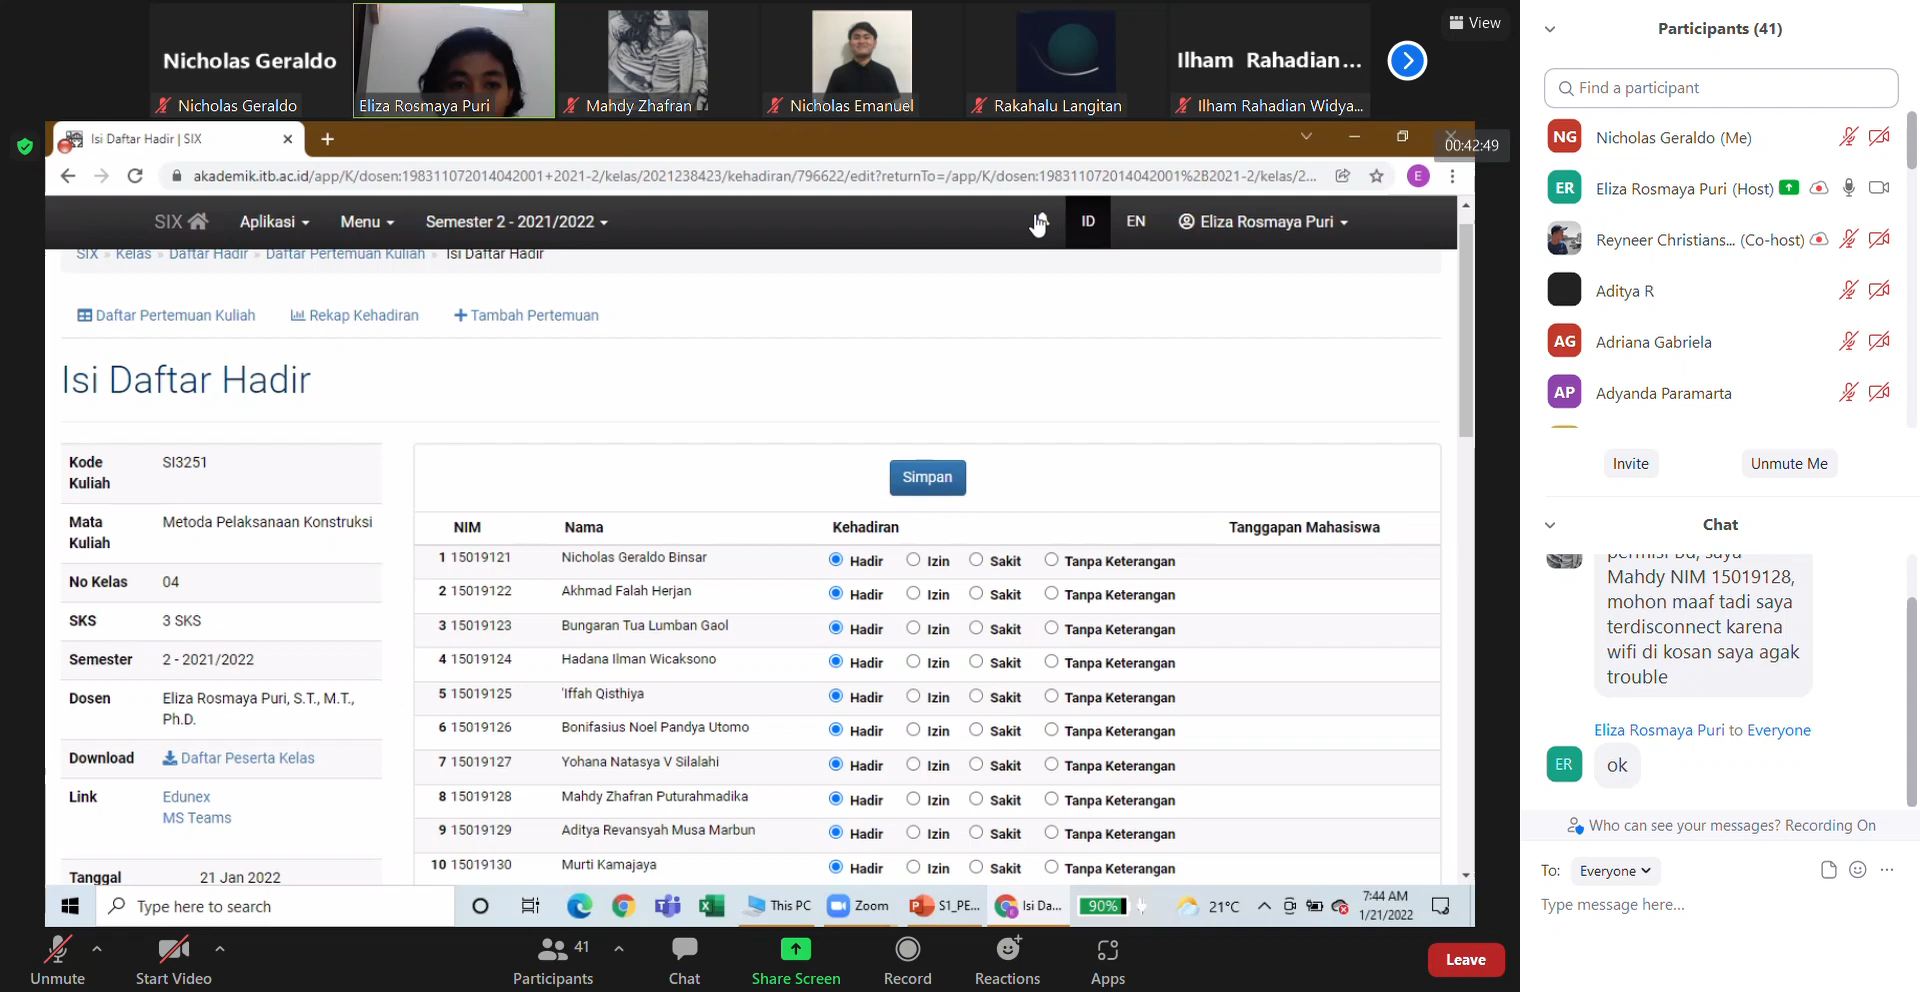 Nicholas Geraldo
Ilham Rahadian...
View
Nicholas Geraldo
Eliza Rosmaya Puri
Mahdy Zhafran
Nicholas Emanuel
Rakahalu Langitan
Ilham Rahadian Widya...
Isi Daftar Hadir | SIX
00:42:49
akademik.itb.ac.id/app/K/dosen:198311072014042001+2021-2/kelas/2021238423/kehadiran/796622/edit?returnTo=/app/K/dosen:198311072014042001%2B2021-2/kelas/2...
E
SIX
Aplikasi
Menu
Semester 2 - 2021/2022
ID
EN
Eliza Rosmaya Puri
SIX » Kelas » Daftar Hadir » Daftar Pertemuan Kuliah » Isi Daftar Hadir
Daftar Pertemuan Kuliah
Rekap Kehadiran
Tambah Pertemuan
Isi Daftar Hadir
Kode Kuliah SI3251
Mata Kuliah Metoda Pelaksanaan Konstruksi
No Kelas 04
SKS 3 SKS
Semester 2 - 2021/2022
Dosen Eliza Rosmaya Puri, S.T., M.T.,
Ph.D.
Download Daftar Peserta Kelas
Link Edunex
MS Teams
Tanggal 21 Jan 2022
Simpan
NIM Nama Kehadiran Tanggapan Mahasiswa
1 15019121 Nicholas Geraldo Binsar Hadir Izin Sakit Tanpa Keterangan
2 15019122 Akhmad Falah Herjan Hadir Izin Sakit Tanpa Keterangan
3 15019123 Bungaran Tua Lumban Gaol Hadir Izin Sakit Tanpa Keterangan
4 15019124 Hadana Ilman Wicaksono Hadir Izin Sakit Tanpa Keterangan
5 15019125 'Iffah Qisthiya Hadir Izin Sakit Tanpa Keterangan
6 15019126 Bonifasius Noel Pandya Utomo Hadir Izin Sakit Tanpa Keterangan
7 15019127 Yohana Natasya V Silalahi Hadir Izin Sakit Tanpa Keterangan
8 15019128 Mahdy Zhafran Puturahmadika Hadir Izin Sakit Tanpa Keterangan
9 15019129 Aditya Revansyah Musa Marbun Hadir Izin Sakit Tanpa Keterangan
10 15019130 Murti Kamajaya Hadir Izin Sakit Tanpa Keterangan
Type here to search
This PC
Zoom
S1_PE...
Isi Da...
90%
21°C
7:44 AM
1/21/2022
Unmute
Start Video
41
Participants
Chat
Share Screen
Record
Reactions
Apps
Leave
Participants (41)
Find a participant
NG Nicholas Geraldo (Me)
ER Eliza Rosmaya Puri (Host)
Reyneer Christians... (Co-host)
Aditya R
AG Adriana Gabriela
AP Adyanda Paramarta
Invite
Unmute Me
Chat
permisi bu, saya
Mahdy NIM 15019128,
mohon maaf tadi saya
terdisconnect karena
wifi di kosan saya agak
trouble
Eliza Rosmaya Puri to Everyone
ER ok
Who can see your messages? Recording On
To: Everyone
Type message here...